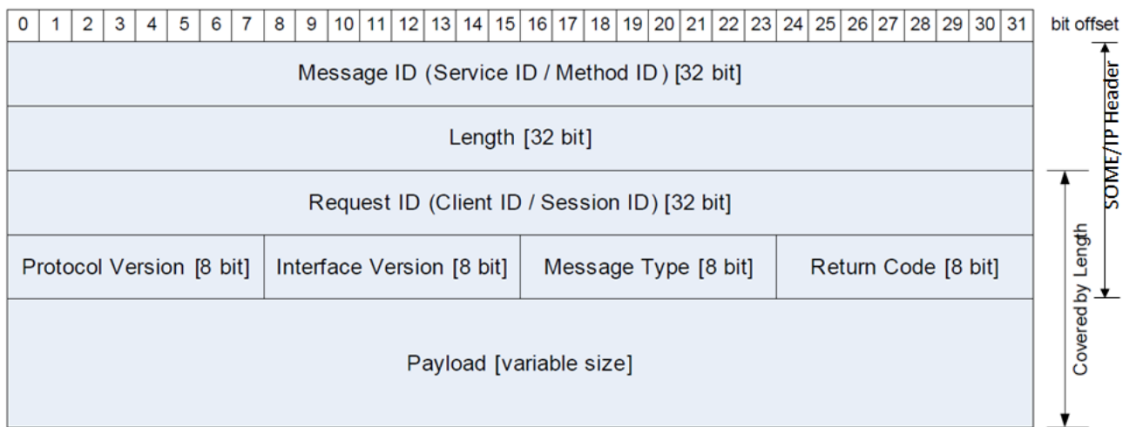 0 1 2 3 4 5 6 7 8 9 10 11 12 13 14 15 16 17 18 19 20 21 22 23 24 25 26 27 28 29 30 31 bit offset
Message ID (Service ID / Method ID) [32 bit]
Length [32 bit]
Request ID (Client ID / Session ID) [32 bit]
Protocol Version [8 bit] Interface Version [8 bit] Message Type [8 bit] Return Code [8 bit]
Payload [variable size]
SOME/IP Header
Covered by Length